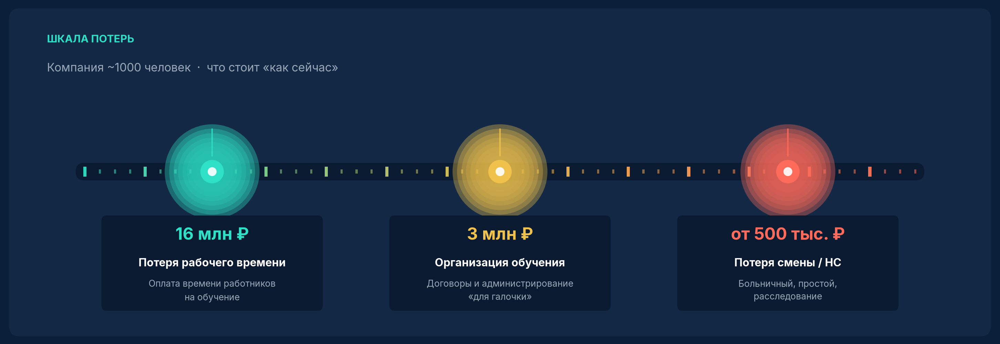 ШКАЛА ПОТЕРЬ
Компания ~1000 человек · что стоит «как сейчас»
16 млн ₽
Потеря рабочего времени
Оплата времени работников
на обучение
3 млн ₽
Организация обучения
Договоры и администрирование
«для галочки»
от 500 тыс. ₽
Потеря смены / НС
Больничный, простой,
расследование